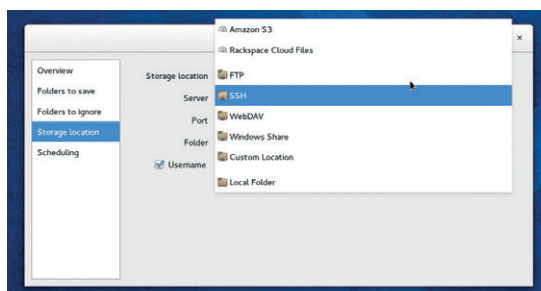 Overview
Folders to save
Folders to ignore
Storage location
Scheduling
Storage location
Server
Port
Folder
Username
Amazon S3
Rackspace Cloud Files
FTP
SSH
WebDAV
Windows Share
Custom Location
Local Folder
×